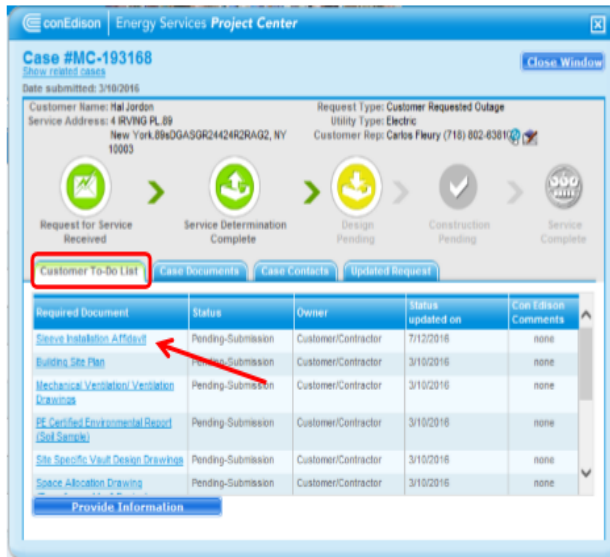 conEdison Energy Services Project Center
Case #MC-193168
Show related cases
Close Window
Date submitted: 3/10/2016
Customer Name: Hal Jordon
Service Address: 4 IRVING PL.89
New York.89sDGASGR24424R2RAG2, NY
10003
Request Type: Customer Requested Outage
Utility Type: Electric
Customer Rep: Carlos Fleury (718) 802-6381
Request for Service
Received
Service Determination
Complete
Design
Pending
Construction
Pending
Service
Complete
Customer To-Do List
Case Documents
Case Contacts
Updated Request
Required Document
Status
Owner
Status
updated on
Con Edison
Comments
Sleeve Installation Affidavit Pending-Submission Customer/Contractor 7/12/2016 none
Building Site Plan Pending-Submission Customer/Contractor 3/10/2016 none
Mechanical Ventilation/ Ventilation Pending-Submission Customer/Contractor 3/10/2016 none
Drawings
PE Certified Environmental Report Pending-Submission Customer/Contractor 3/10/2016 none
(Soil Sample)
Site Specific Vault Design Drawings Pending-Submission Customer/Contractor 3/10/2016 none
Space Allocation Drawing Pending-Submission Customer/Contractor 3/10/2016 none
Provide Information